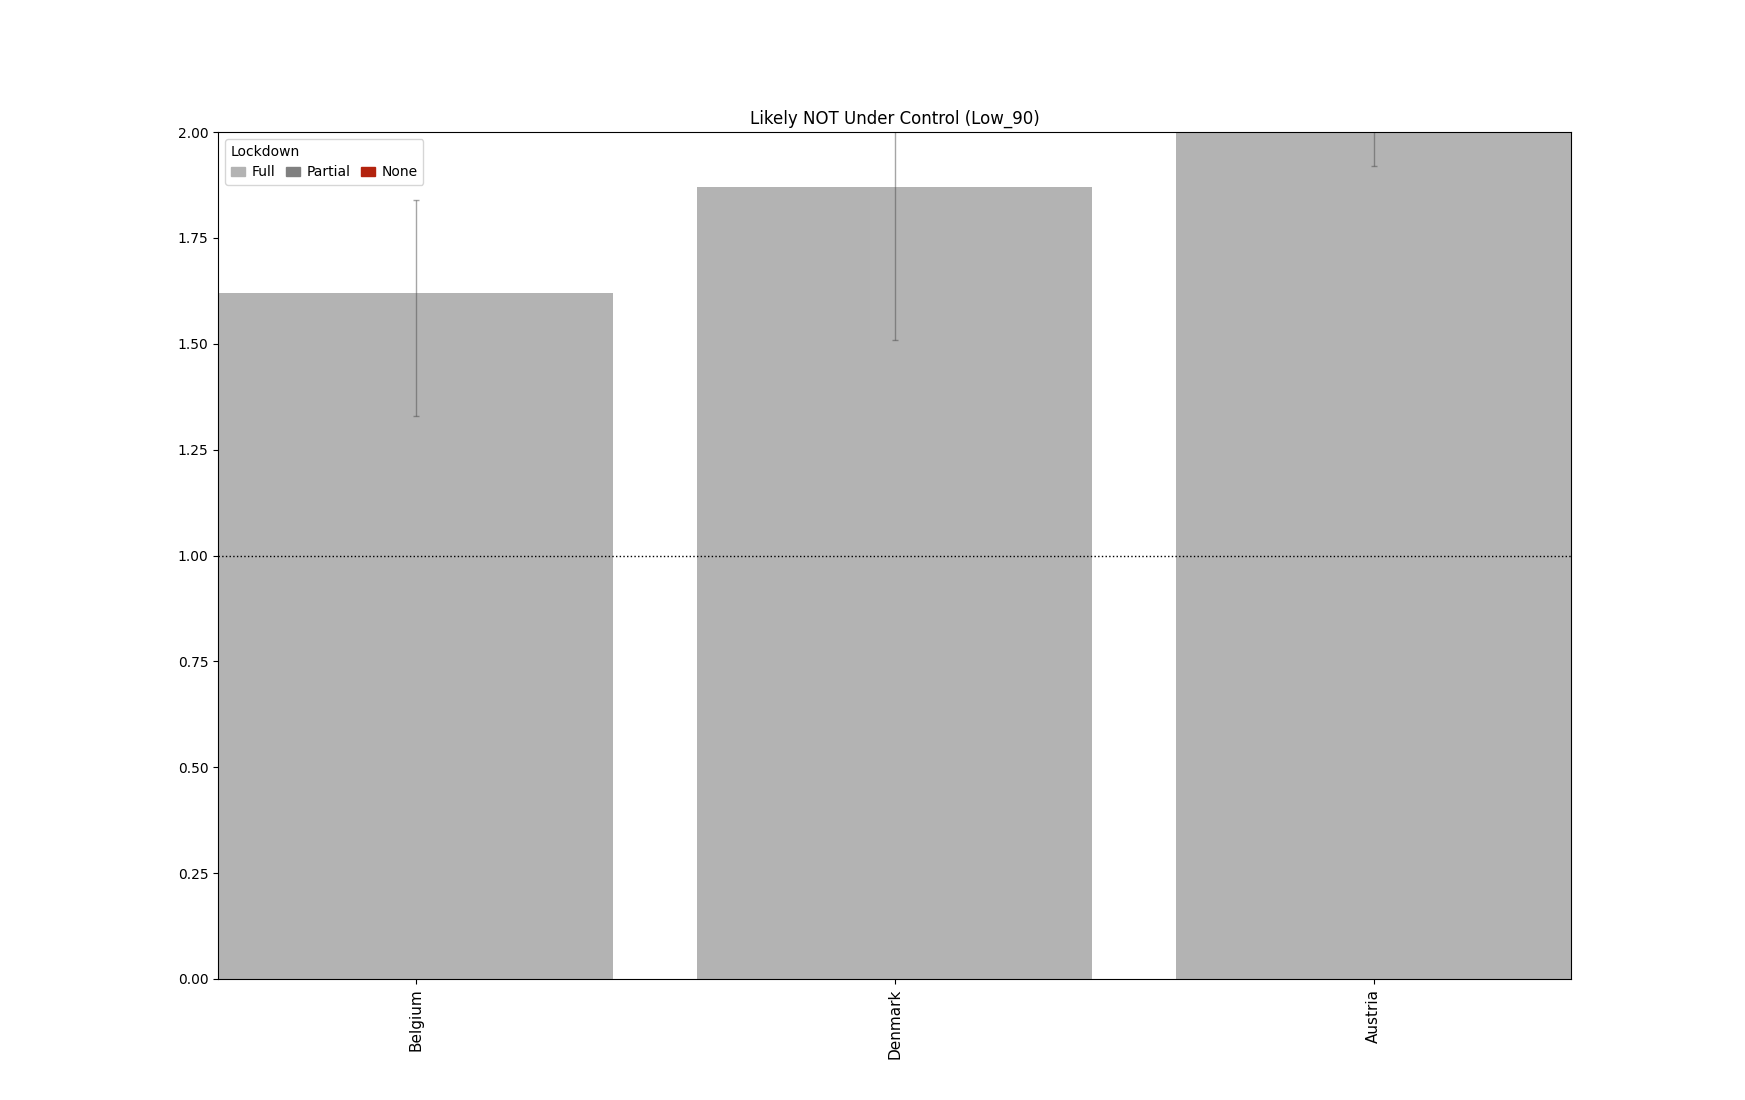 Likely NOT Under Control (Low_90)
Lockdown
Full Partial None
2.00
1.75
1.50
1.25
1.00
0.75
0.50
0.25
0.00
Belgium
Denmark
Austria